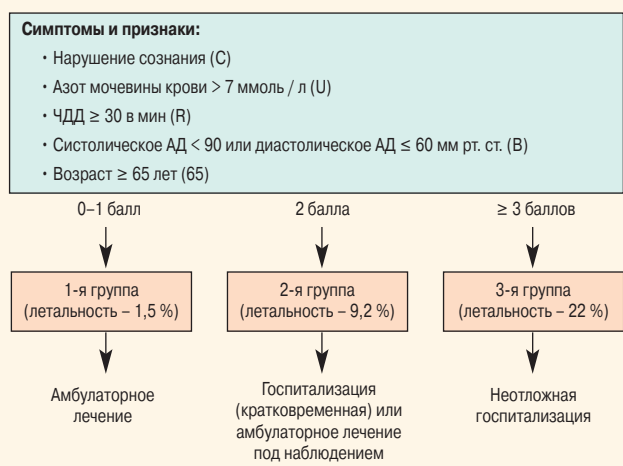 Симптомы и признаки:
• Нарушение сознания (C)
• Азот мочевины крови > 7 ммоль / л (U)
• ЧДД ≥ 30 в мин (R)
• Систолическое АД < 90 или диастолическое АД ≤ 60 мм рт. ст. (B)
• Возраст ≥ 65 лет (65)
0–1 балл
2 балла
≥ 3 баллов
1-я группа
(летальность – 1,5 %)
2-я группа
(летальность – 9,2 %)
3-я группа
(летальность – 22 %)
Амбулаторное
лечение
Госпитализация
(кратковременная) или
амбулаторное лечение
под наблюдением
Неотложная
госпитализация